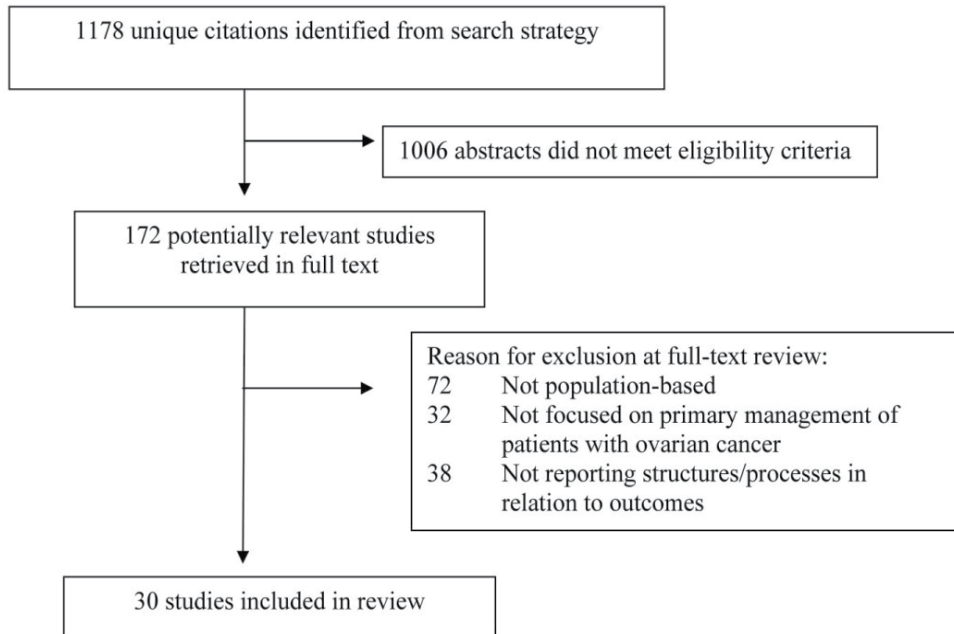 1178 unique citations identified from search strategy
1006 abstracts did not meet eligibility criteria
172 potentially relevant studies
retrieved in full text
Reason for exclusion at full-text review:
72 Not population-based
32 Not focused on primary management of
patients with ovarian cancer
38 Not reporting structures/processes in
relation to outcomes
30 studies included in review